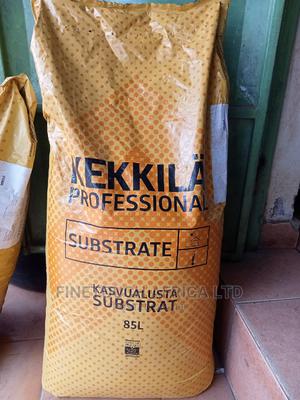 KEKKILÄ
PROFESSIONAL
SUBSTRATE
KASVUALUSTA
SUBSTRAT
85L